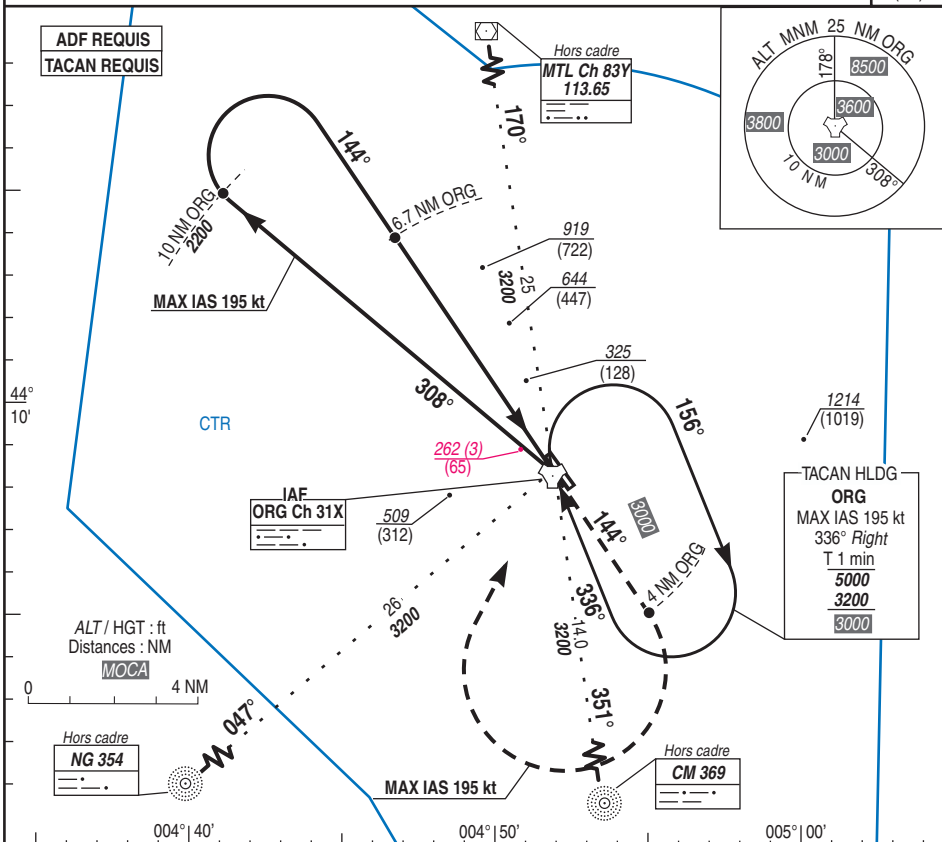 ADF REQUIS
TACAN REQUIS
Hors cadre
MTL Ch 83Y
113.65
ALT MNM 25 NM ORG
178°
8500
3600
3800
3000
10 NM
308°
170°
144°
10 NM ORG
2200
6.7 NM ORG
919
(722)
25
3200
644
(447)
MAX IAS 195 kt
325
(128)
308°
156°
44°
10'
CTR
1214
(1019)
262 (3)
(65)
IAF
ORG Ch 31X
509
(312)
3000
144°
4 NM ORG
TACAN HLDG
ORG
MAX IAS 195 kt
336° Right
T 1 min
5000
3200
3000
336°
14.0
3200
26
3200
ALT / HGT : ft
Distances : NM
MOCA
0 4 NM
047°
351°
Hors cadre
NG 354
Hors cadre
CM 369
MAX IAS 195 kt
004° 40'
004° 50'
005° 00'